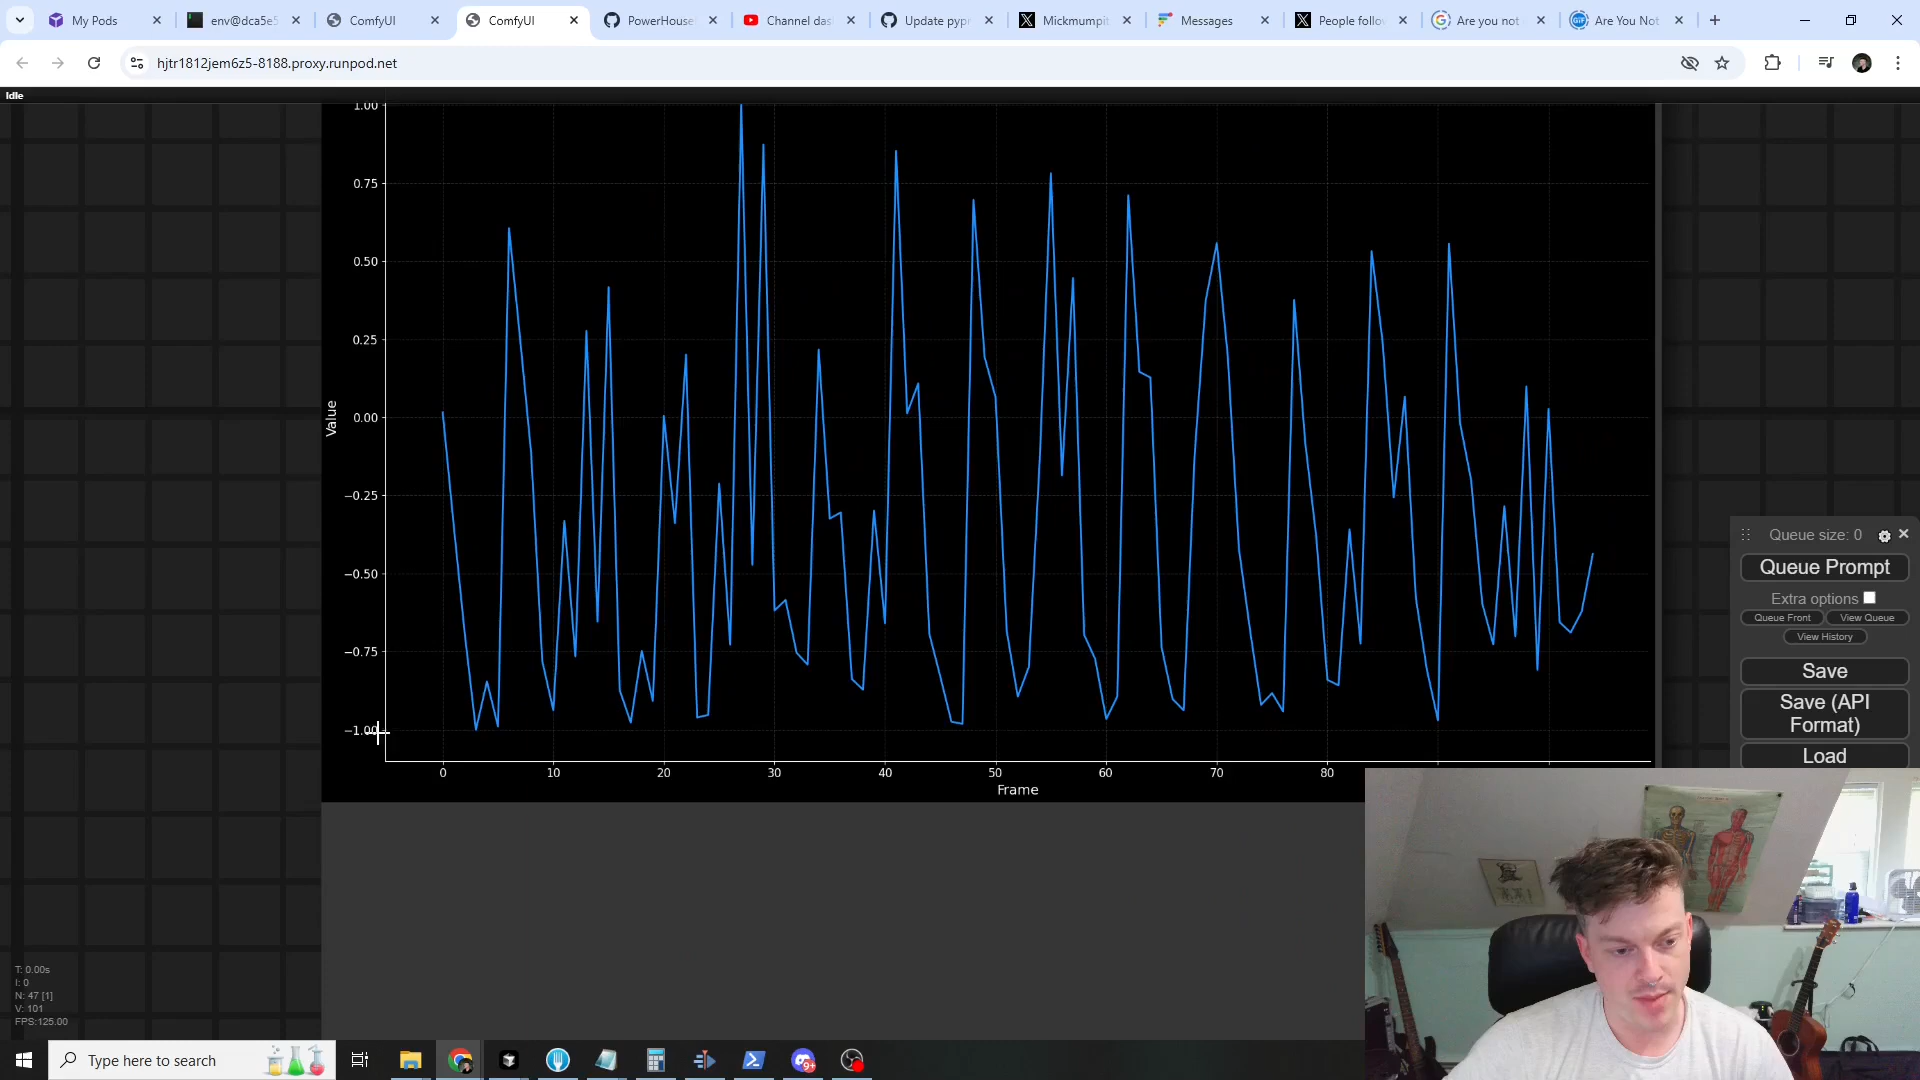 My Pods
env@dca5e5
ComfyUI
ComfyUI
PowerHouse
Channel das
Update pypr
Mickmumpit
Messages
People follo
Are you not
Are You Not
hjtr1812jem6z5-8188.proxy.runpod.net
Idle
1.00
0.75
0.50
0.25
0.00
−0.25
−0.50
−0.75
−1.00
Value
0 10 20 30 40 50 60 70 80
Frame
Queue size: 0
Queue Prompt
Extra options
Queue Front
View Queue
View History
Save
Save (API
Format)
Load
T: 0.00s
I: 0
N: 47 [1]
V: 101
FPS:125.00
Type here to search
9+